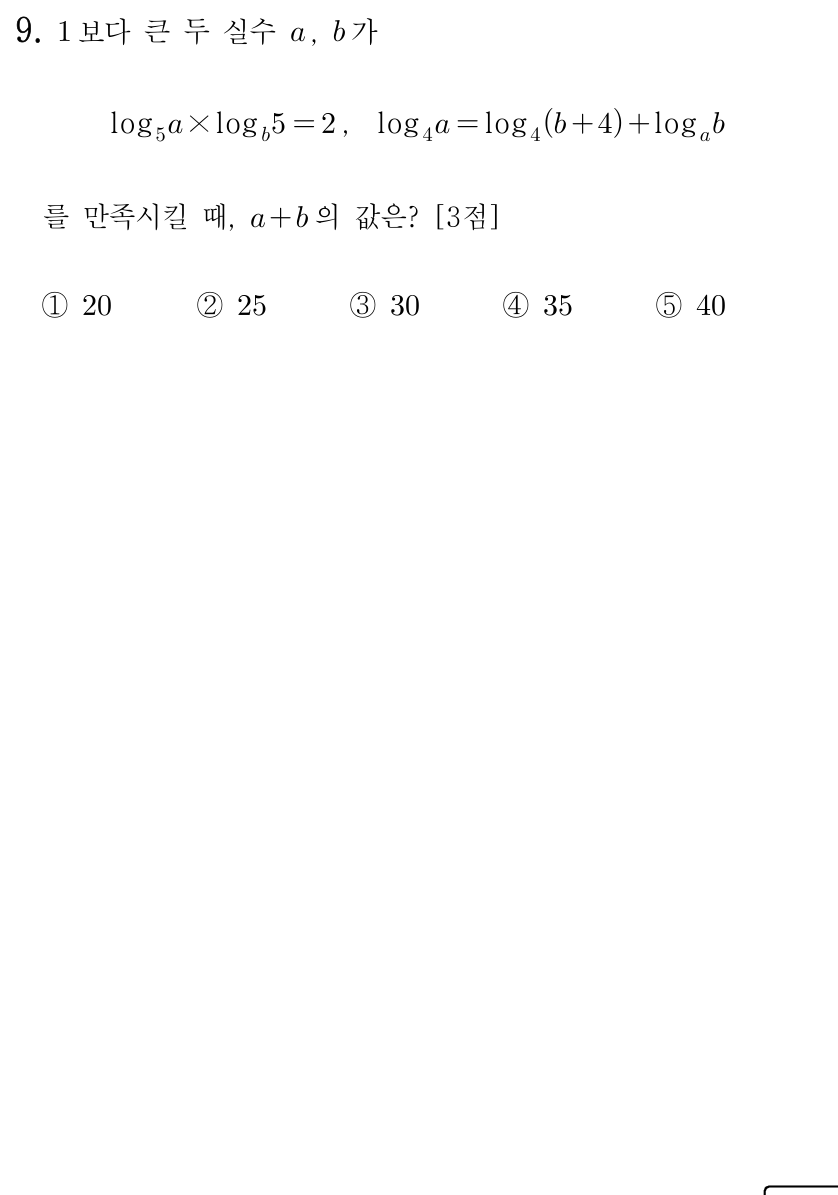 9. 1보다 큰 두 실수 a, b가
log₅a×log_b5=2, log₄a=log₄(b+4)+logₐb
를 만족시킬 때, a+b의 값은? [3점]
① 20 ② 25 ③ 30 ④ 35 ⑤ 40